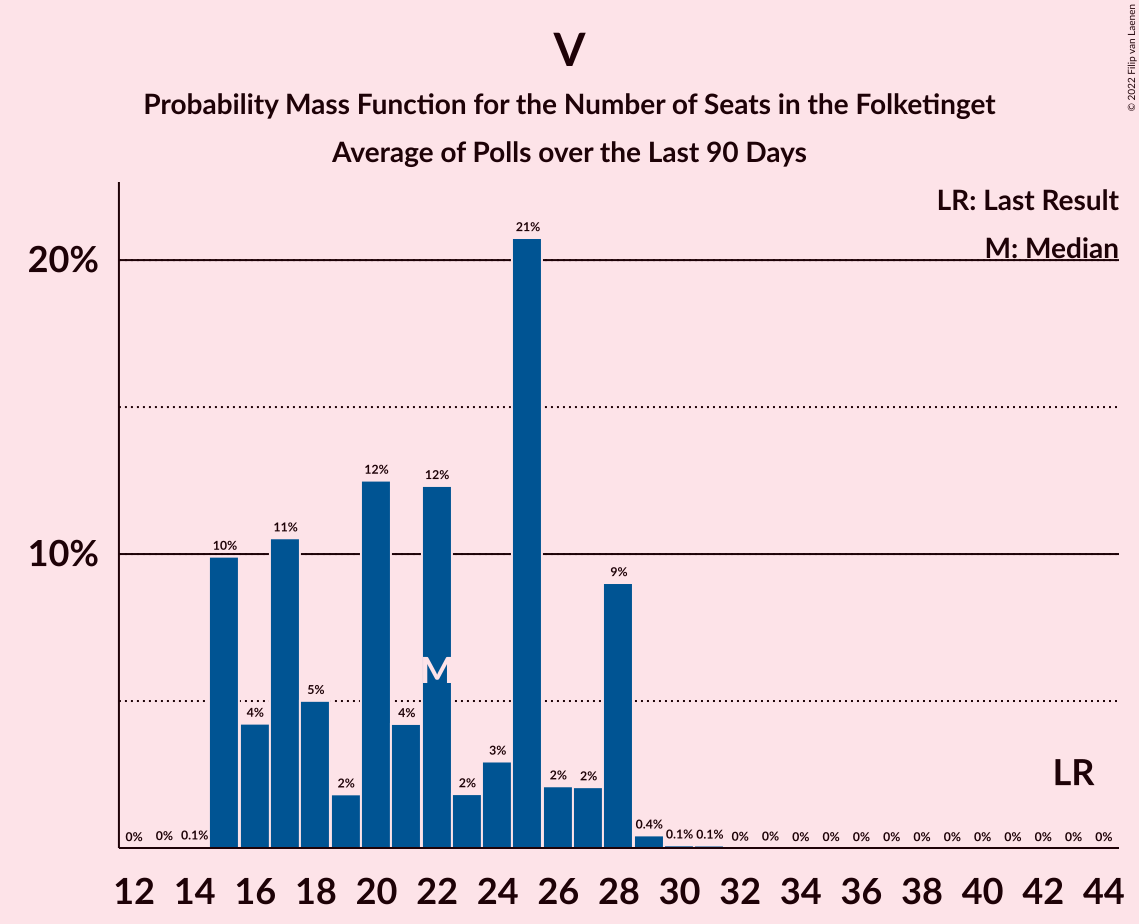 V
Probability Mass Function for the Number of Seats in the Folketinget
Average of Polls over the Last 90 Days
© 2022 Filip van Laenen
LR: Last Result
M: Median
20%
10%
0% 0% 0.1% 10% 4% 11% 5% 2% 12% 4% 12% 2% 3% 21% 2% 2% 9% 0.4% 0.1% 0.1% 0% 0% 0% 0% 0% 0% 0% 0% 0% 0% 0% 0% 0%
M
LR
12 14 16 18 20 22 24 26 28 30 32 34 36 38 40 42 44